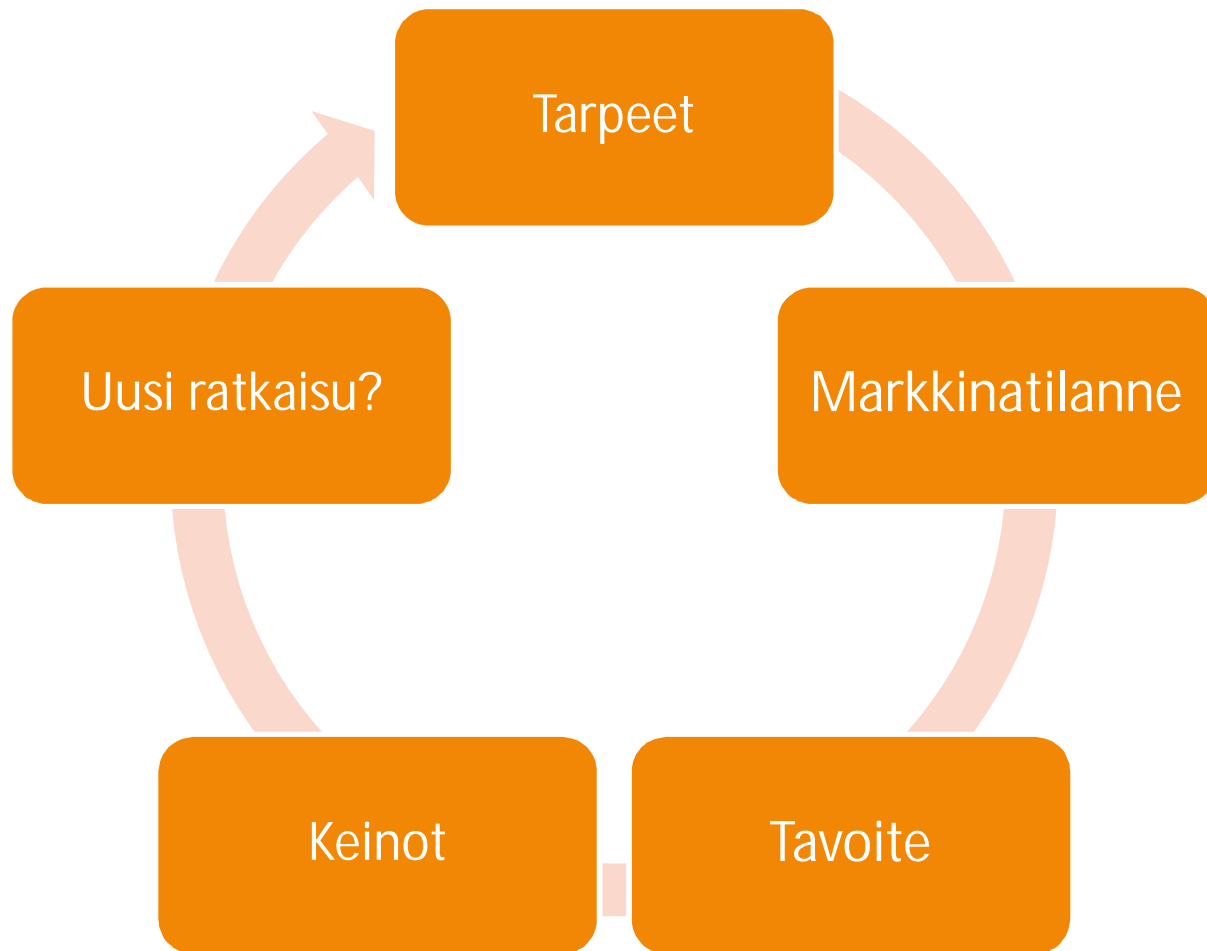 Tarpeet
Markkinatilanne
Tavoite
Keinot
Uusi ratkaisu?